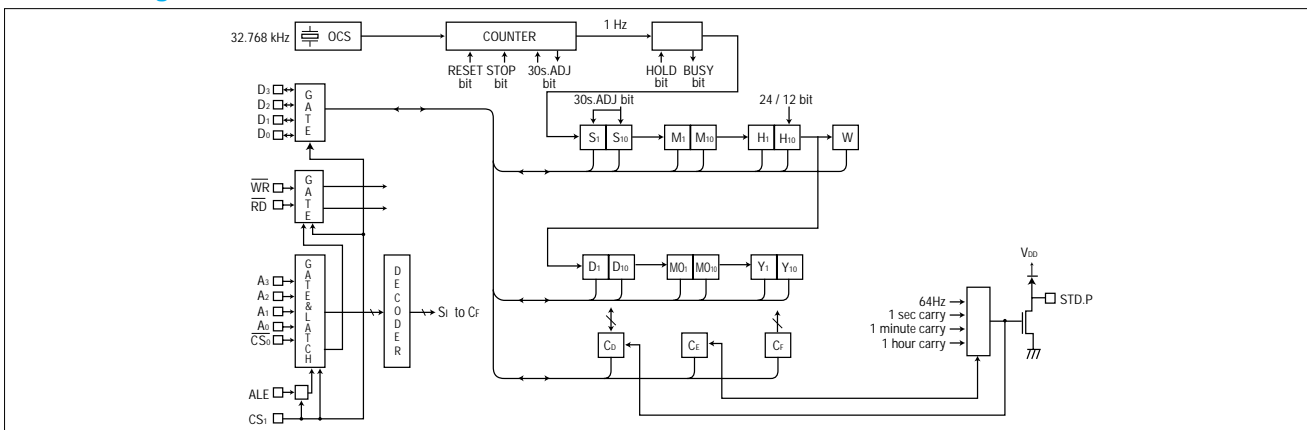 32.768 kHz OCS COUNTER 1 Hz
RESET bit STOP bit 30s.ADJ bit HOLD bit BUSY bit
D3
D2
D1
D0
GATE
30s.ADJ bit 24 / 12 bit
S1 S10 M1 M10 H1 H10 W
WR
RD
GATE
D1 D10 MO1 MO10 Y1 Y10
A3
A2
A1
A0
CS0
GATE&LATCH
DECODER
S1 to CF
ALE
CS1
CD CE CF
64Hz
1 sec carry
1 minute carry
1 hour carry
VDD
STD.P